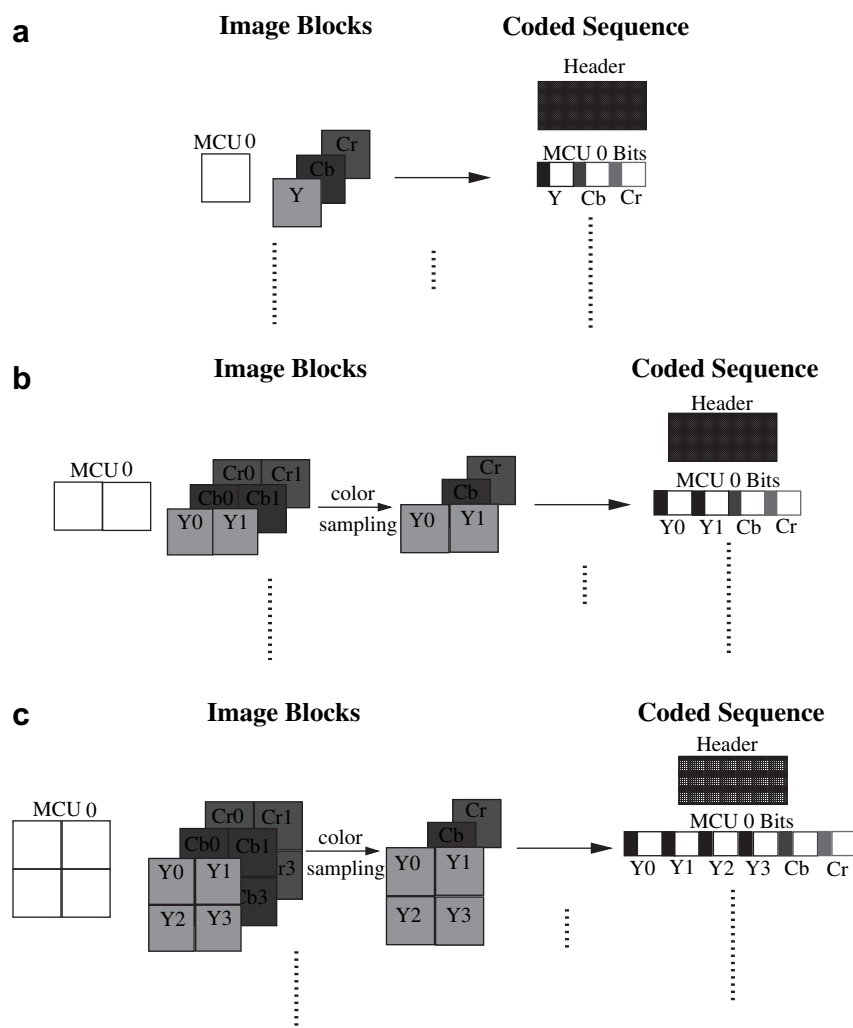 a
Image Blocks
Coded Sequence
Header
MCU 0
Cr
Cb
Y
MCU 0 Bits
Y Cb Cr
b
Image Blocks
Coded Sequence
Header
MCU 0
Cr0 Cr1
Cb0 Cb1
Y0 Y1
color
sampling
Cr
Cb
Y0 Y1
MCU 0 Bits
Y0 Y1 Cb Cr
c
Image Blocks
Coded Sequence
Header
MCU 0
Cr0 Cr1
Cb0 Cb1
Y0 Y1
r3
Cb3
Y2 Y3
color
sampling
Cr
Cb
Y0 Y1
Y2 Y3
MCU 0 Bits
Y0 Y1 Y2 Y3 Cb Cr